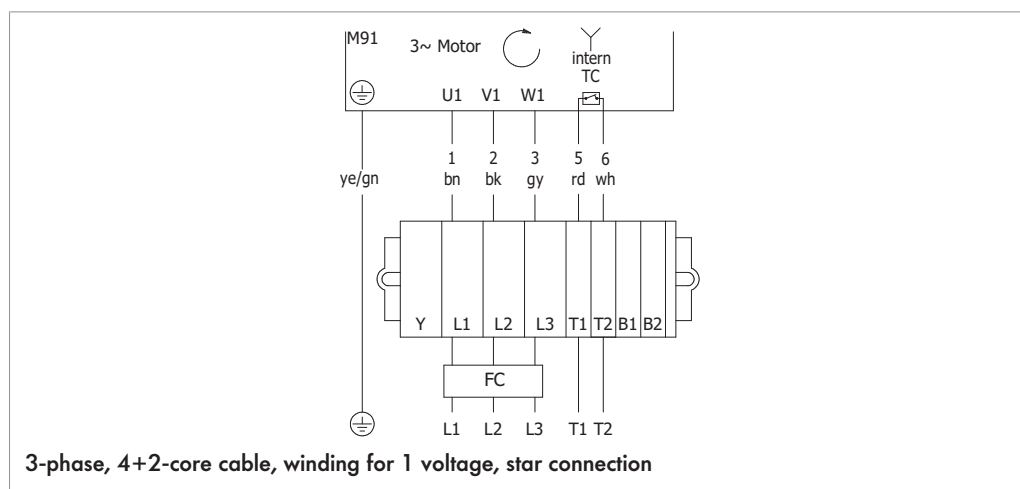 M91 3~ Motor intern
TC
U1 V1 W1
1 2 3 5 6
ye/gn bn bk gy rd wh
Y L1 L2 L3 T1 T2 B1 B2
FC
L1 L2 L3 T1 T2
3-phase, 4+2-core cable, winding for 1 voltage, star connection